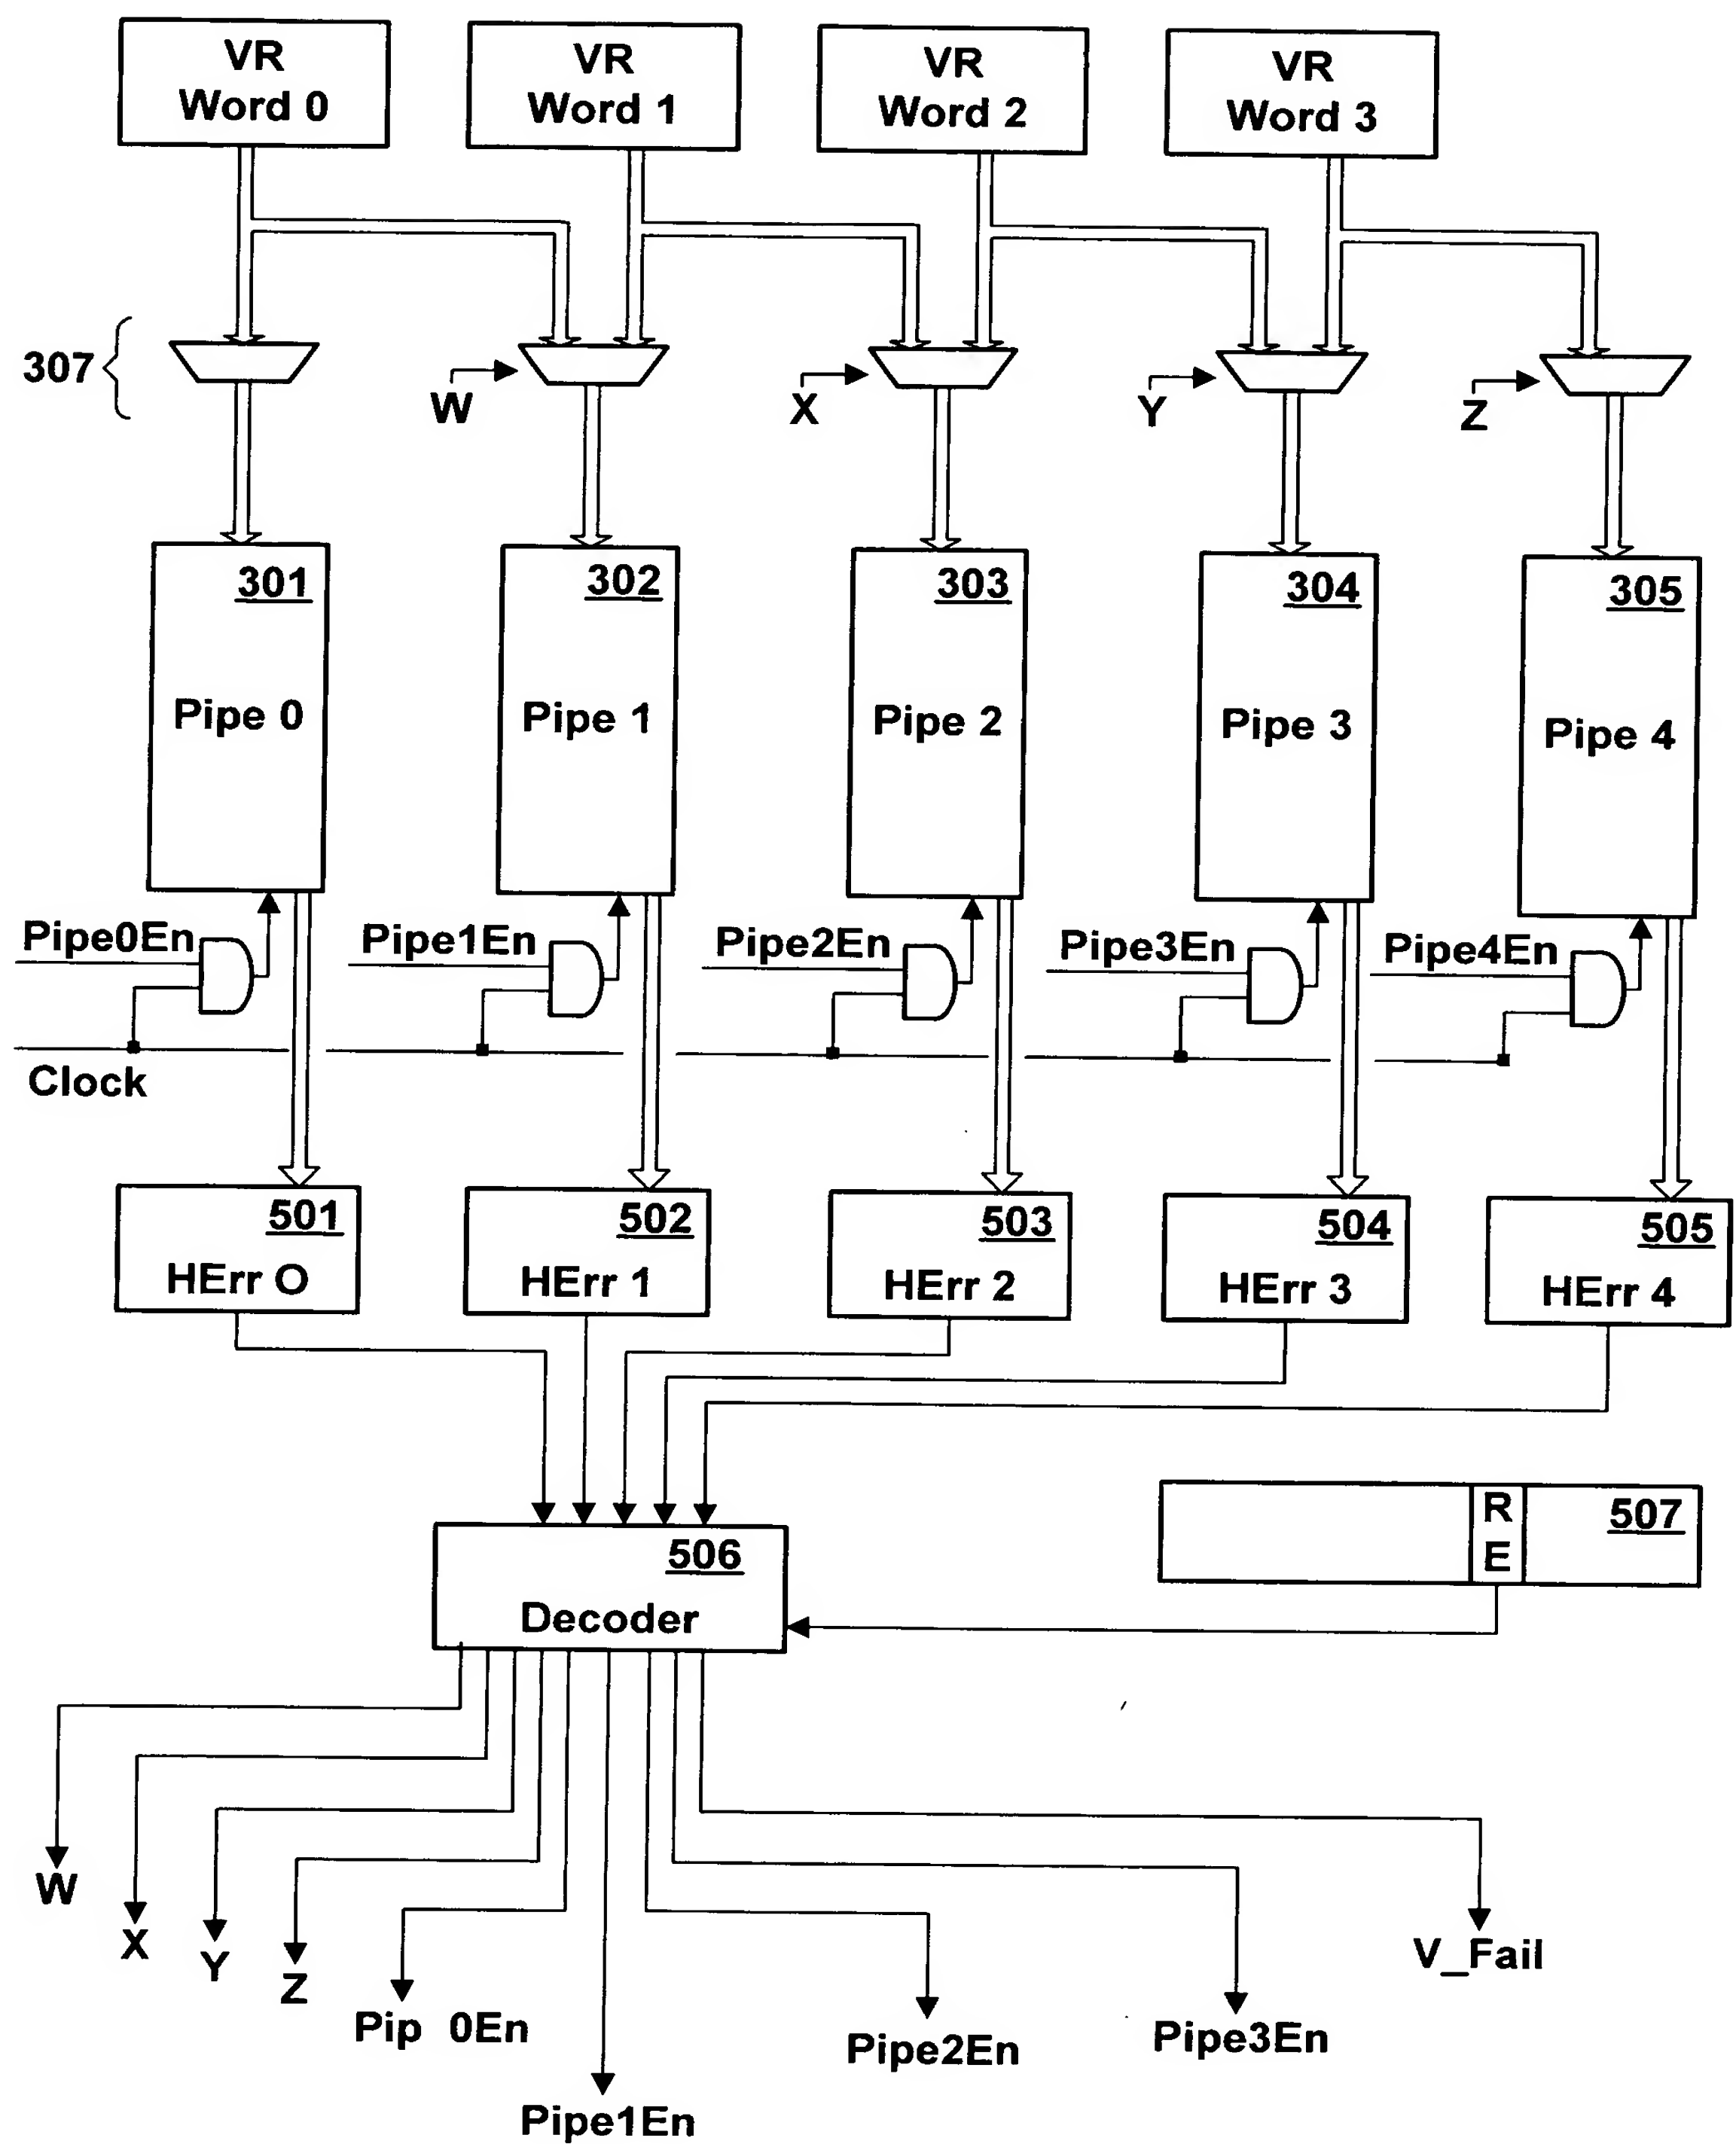 VR
Word 0
VR
Word 1
VR
Word 2
VR
Word 3
307
W
X
Y
Z
301
Pipe 0
302
Pipe 1
303
Pipe 2
304
Pipe 3
305
Pipe 4
Pipe0En
Pipe1En
Pipe2En
Pipe3En
Pipe4En
Clock
501
HErr O
502
HErr 1
503
HErr 2
504
HErr 3
505
HErr 4
506
Decoder
R
E
507
W
X
Y
Z
Pip 0En
Pipe1En
Pipe2En
Pipe3En
V_Fail